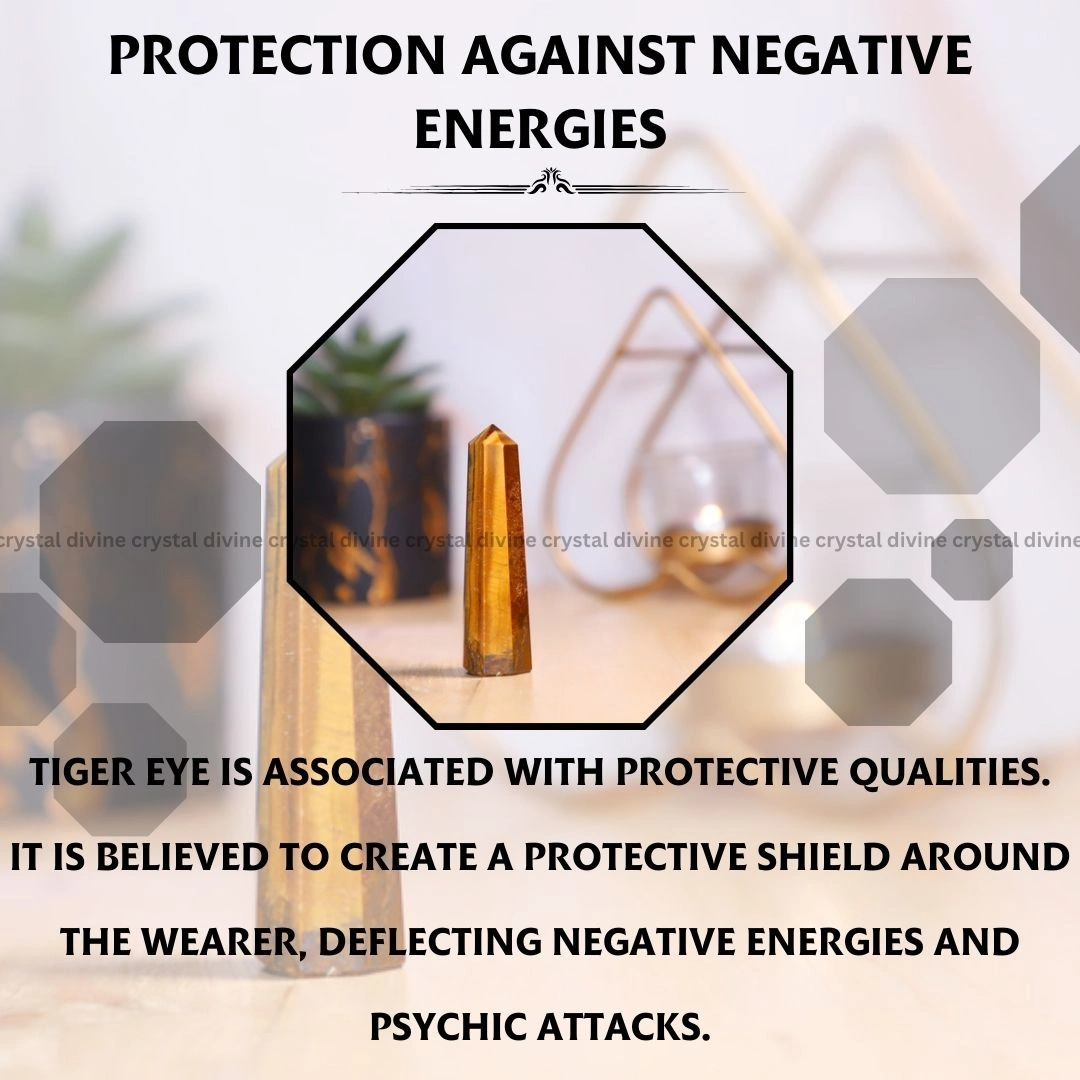 PROTECTION AGAINST NEGATIVE
ENERGIES
crystal divine crystal divine crystal divine crystal divine crystal divine crystal divine crystal divine crystal divine
TIGER EYE IS ASSOCIATED WITH PROTECTIVE QUALITIES.
IT IS BELIEVED TO CREATE A PROTECTIVE SHIELD AROUND
THE WEARER, DEFLECTING NEGATIVE ENERGIES AND
PSYCHIC ATTACKS.